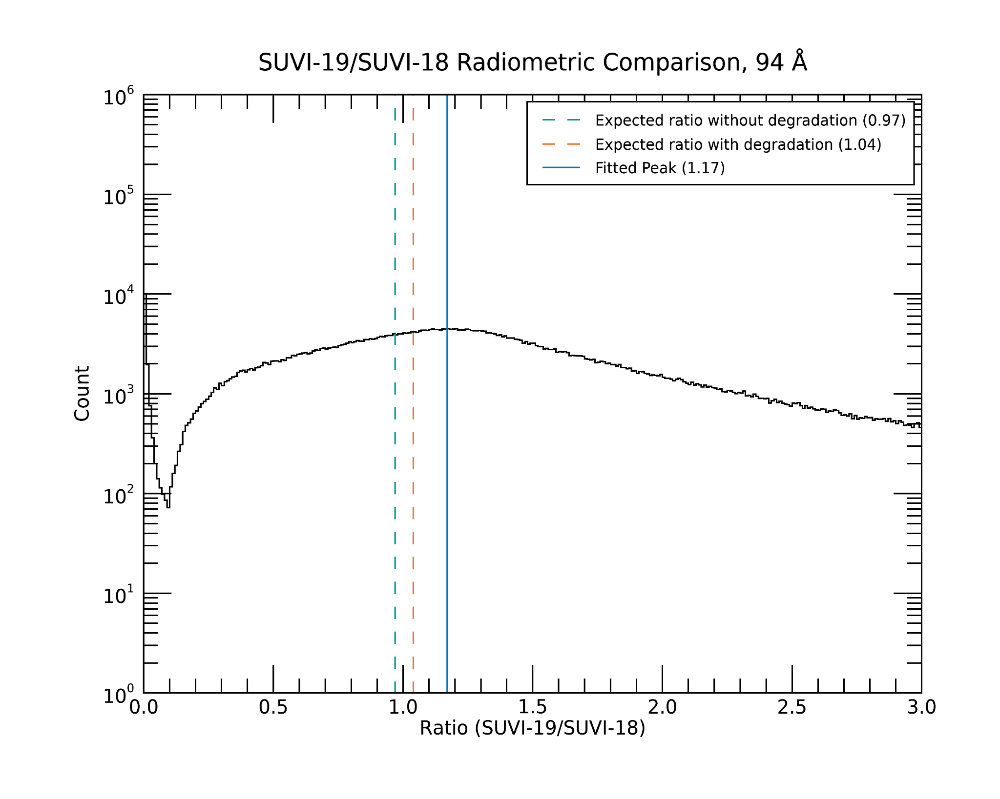 SUVI-19/SUVI-18 Radiometric Comparison, 94 Å
Expected ratio without degradation (0.97)
Expected ratio with degradation (1.04)
Fitted Peak (1.17)
10^6
10^5
10^4
10^3
10^2
10^1
10^0
Count
0.0 0.5 1.0 1.5 2.0 2.5 3.0
Ratio (SUVI-19/SUVI-18)